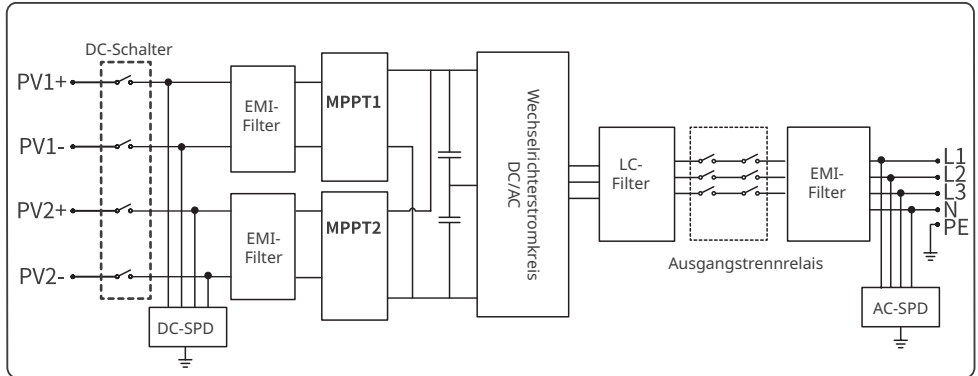 DC-Schalter
PV1+
PV1-
PV2+
PV2-
EMI-
Filter
EMI-
Filter
MPPT1
MPPT2
DC-SPD
Wechselrichterstromkreis
DC/AC
LC-
Filter
Ausgangstrennrelais
EMI-
Filter
L1
L2
L3
N
PE
AC-SPD